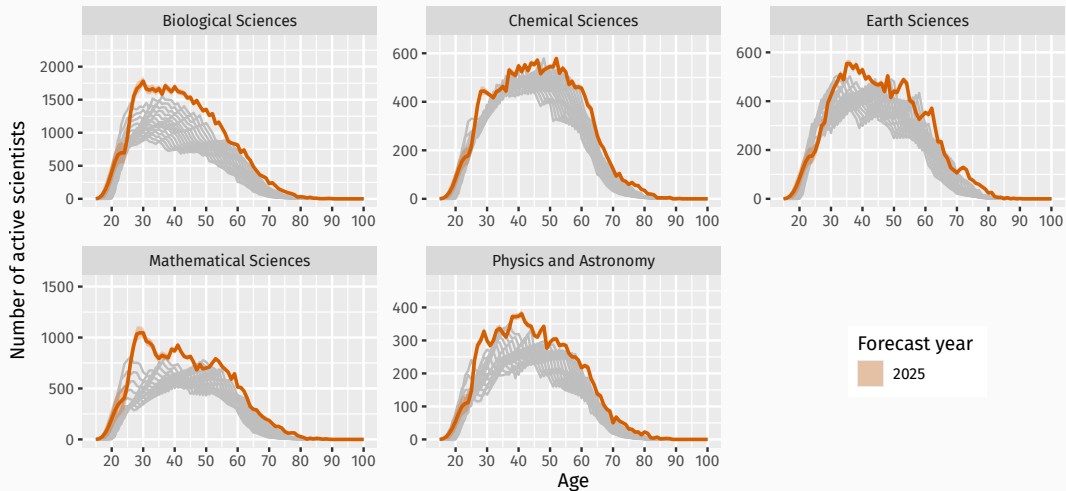 Biological Sciences
Chemical Sciences
Earth Sciences
Number of active scientists
2000
1500
1000
500
0
20 30 40 50 60 70 80 90 100
600
400
200
0
20 30 40 50 60 70 80 90 100
600
400
200
0
20 30 40 50 60 70 80 90 100
Mathematical Sciences
Physics and Astronomy
1500
1000
500
0
20 30 40 50 60 70 80 90 100
400
300
200
100
0
20 30 40 50 60 70 80 90 100
Age
Forecast year
2025